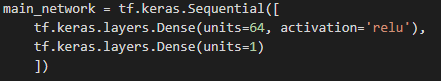 main_network = tf.keras.Sequential([
    tf.keras.layers.Dense(units=64, activation='relu'),
    tf.keras.layers.Dense(units=1)
    ])